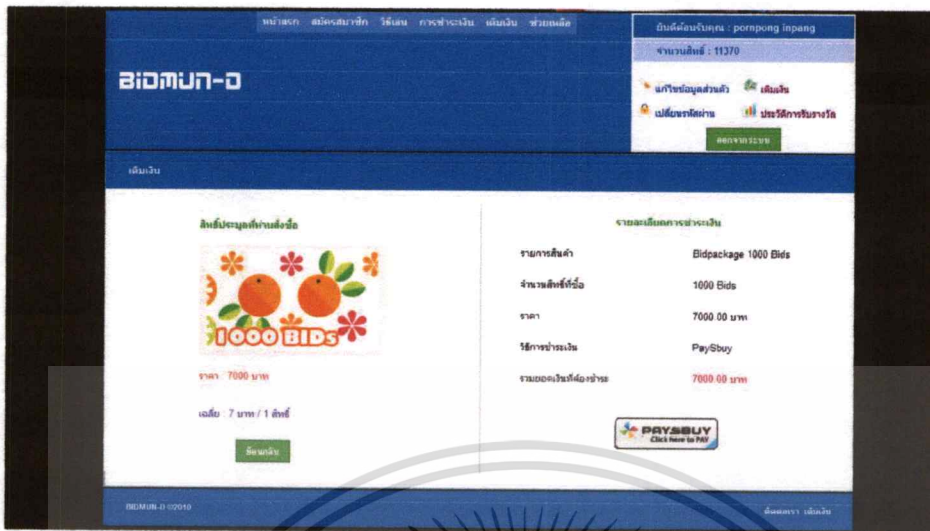 หน้าแรก สมัครสมาชิก วิธีเล่น การชำระเงิน เติมเงิน ช่วยเหลือ
ยินดีต้อนรับคุณ : pornpong inpang
จำนวนสิทธิ์ : 11370
BIDMUN-D
แก้ไขข้อมูลส่วนตัว เติมเงิน
เปลี่ยนรหัสผ่าน ประวัติการรับรางวัล
ออกจากระบบ
เติมเงิน
สิทธิ์ประมูลที่ท่านสั่งซื้อ
1000 BIDS
ราคา : 7000 บาท
เฉลี่ย : 7 บาท / 1 สิทธิ์
ย้อนกลับ
รายละเอียดการชำระเงิน
รายการสินค้า Bidpackage 1000 Bids
จำนวนสิทธิ์ที่ซื้อ 1000 Bids
ราคา 7000.00 บาท
วิธีการชำระเงิน PaySbuy
รวมยอดเงินที่ต้องชำระ 7000.00 บาท
PAYSBUY
Click here to PAY
BIDMUN-D ©2010
ติดต่อเรา เติมเงิน